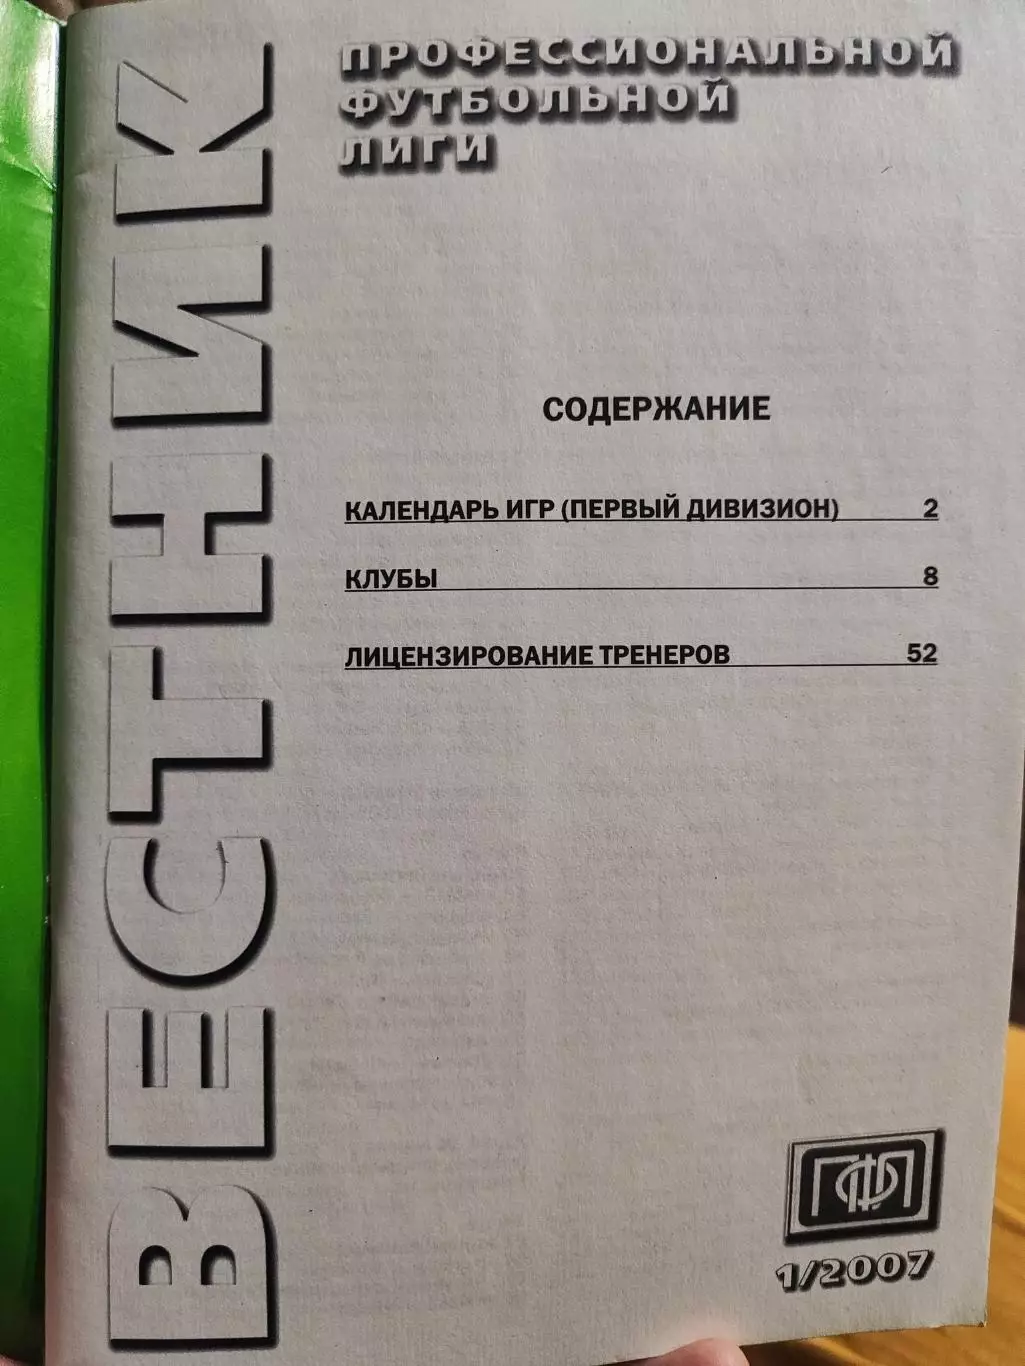 ВЕСТНИК
ПРОФЕССИОНАЛЬНОЙ
ФУТБОЛЬНОЙ
ЛИГИ
СОДЕРЖАНИЕ
КАЛЕНДАРЬ ИГР (ПЕРВЫЙ ДИВИЗИОН) 2
КЛУБЫ 8
ЛИЦЕНЗИРОВАНИЕ ТРЕНЕРОВ 52
ПФЛ
1/2007